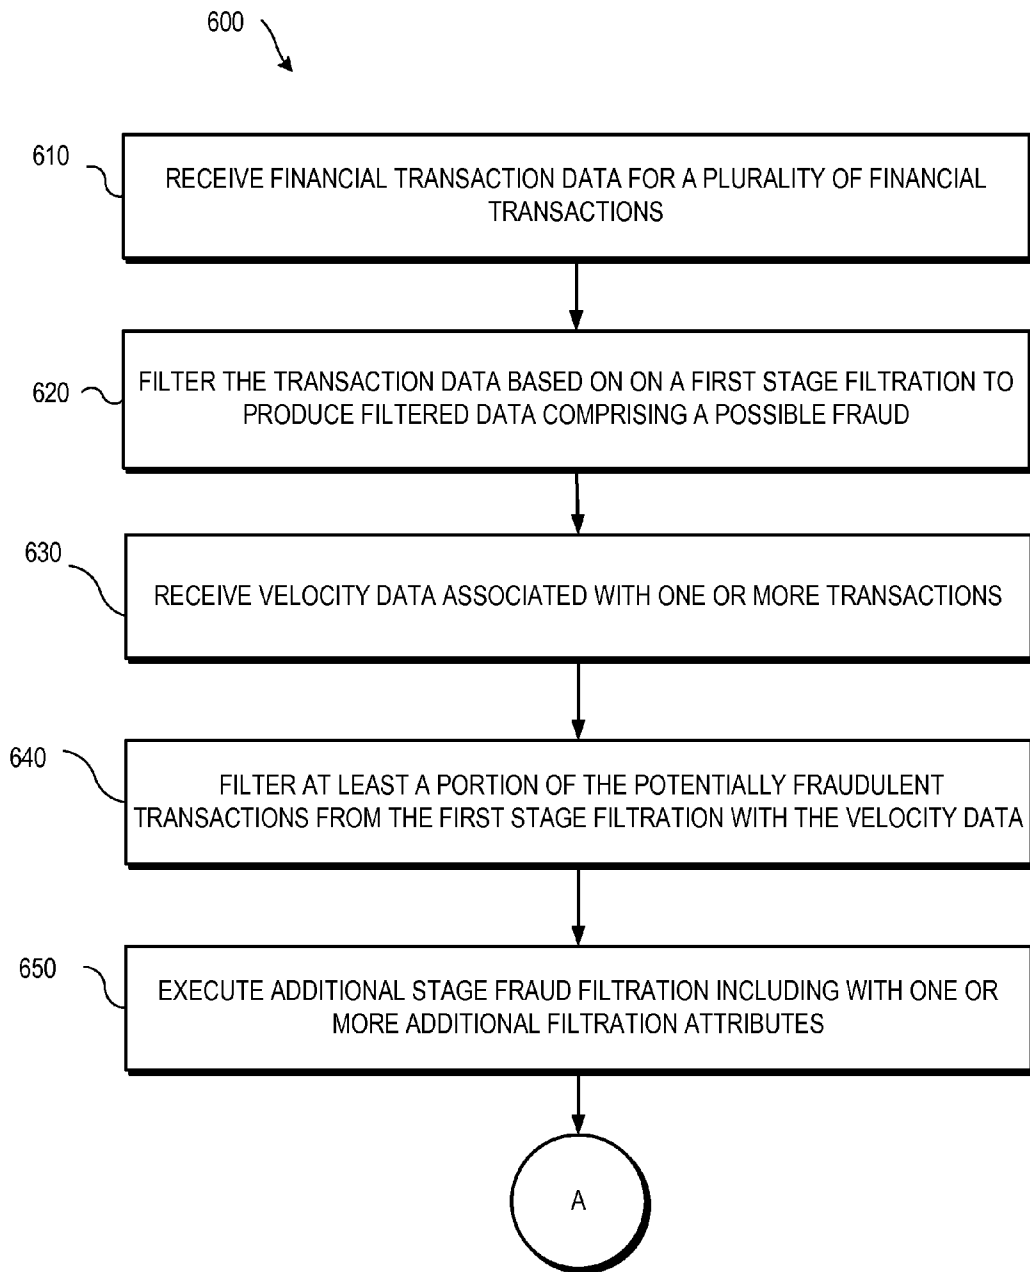 600
610
RECEIVE FINANCIAL TRANSACTION DATA FOR A PLURALITY OF FINANCIAL
TRANSACTIONS
620
FILTER THE TRANSACTION DATA BASED ON ON A FIRST STAGE FILTRATION TO
PRODUCE FILTERED DATA COMPRISING A POSSIBLE FRAUD
630
RECEIVE VELOCITY DATA ASSOCIATED WITH ONE OR MORE TRANSACTIONS
640
FILTER AT LEAST A PORTION OF THE POTENTIALLY FRAUDULENT
TRANSACTIONS FROM THE FIRST STAGE FILTRATION WITH THE VELOCITY DATA
650
EXECUTE ADDITIONAL STAGE FRAUD FILTRATION INCLUDING WITH ONE OR
MORE ADDITIONAL FILTRATION ATTRIBUTES
A